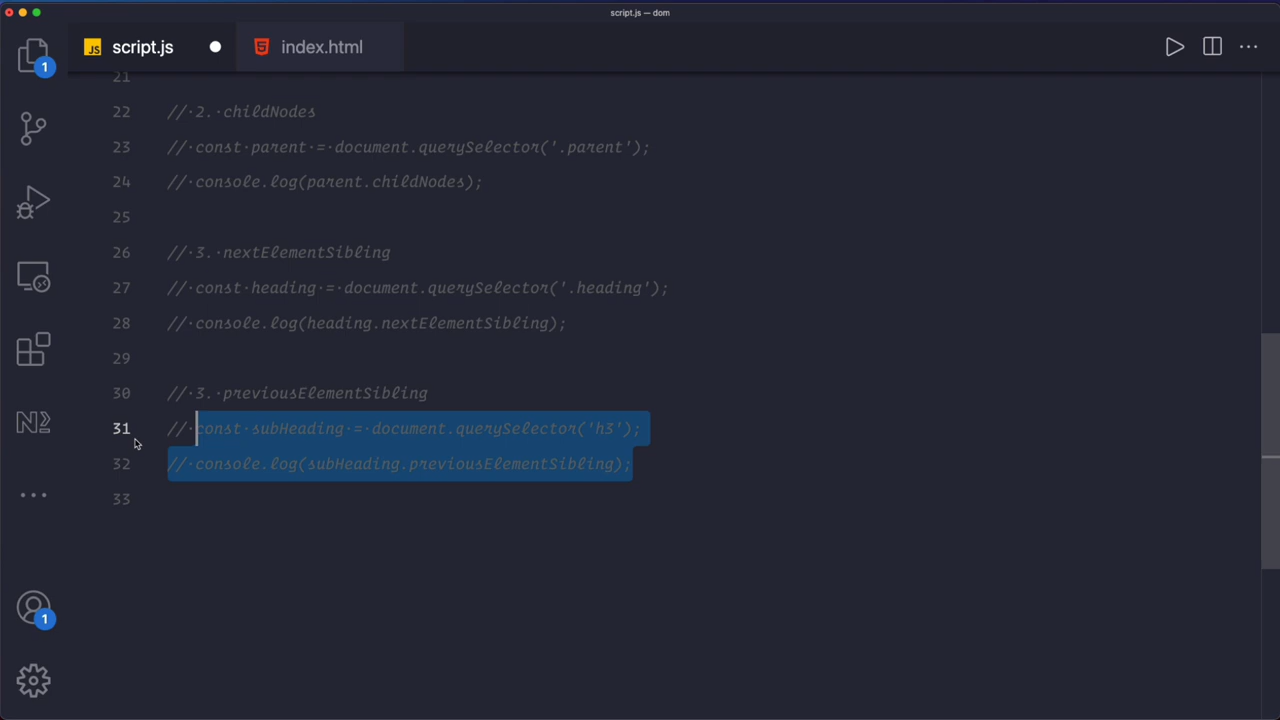 script.js — dom
JS script.js
index.html
1
21
22 // 2. childNodes
23 // const parent = document.querySelector('.parent');
24 // console.log(parent.childNodes);
25
26 // 3. nextElementSibling
27 // const heading = document.querySelector('.heading');
28 // console.log(heading.nextElementSibling);
29
30 // 3. previousElementSibling
31 // const subHeading = document.querySelector('h3');
32 // console.log(subHeading.previousElementSibling);
33
1